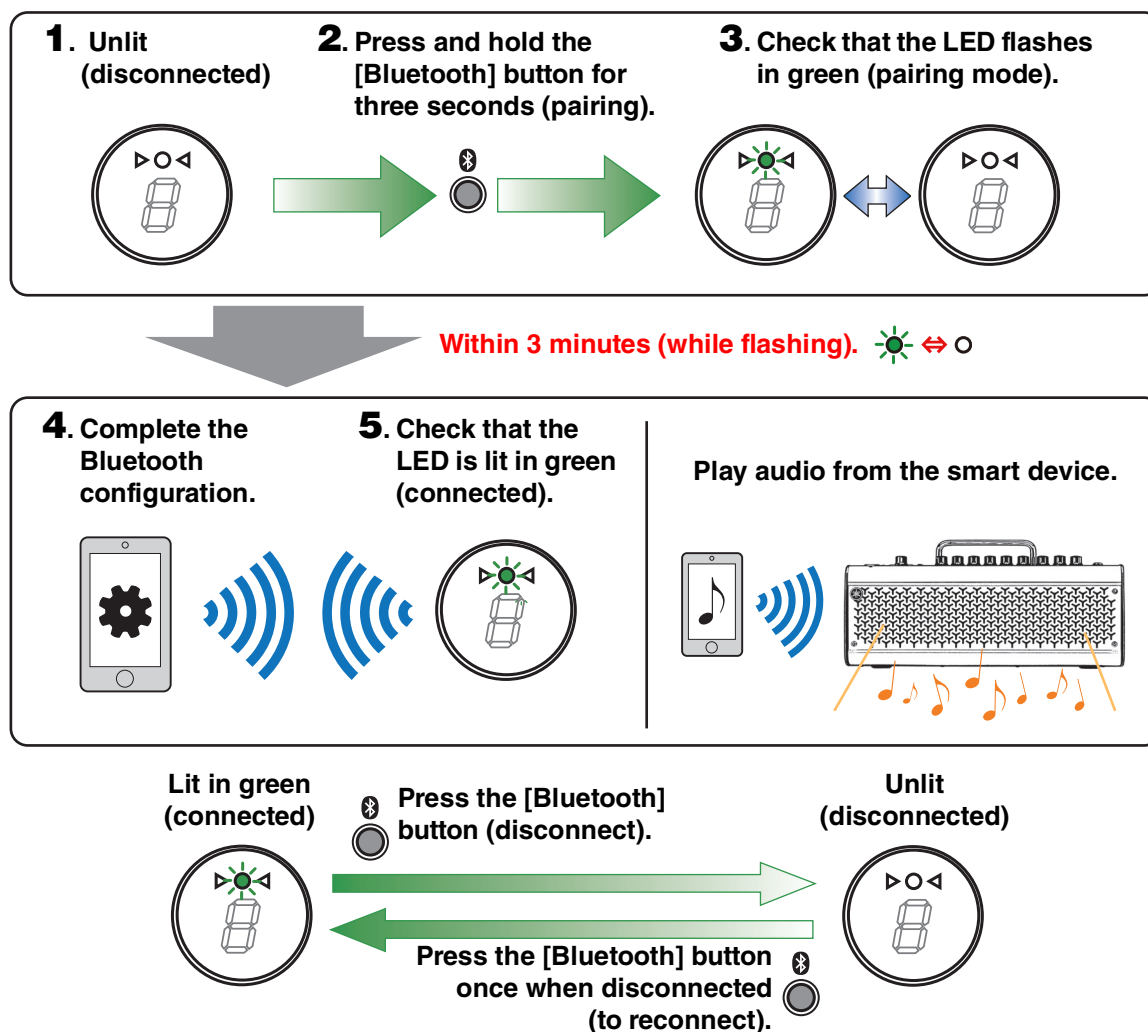 1. Unlit
(disconnected)
2. Press and hold the
[Bluetooth] button for
three seconds (pairing).
3. Check that the LED flashes
in green (pairing mode).
Within 3 minutes (while flashing).
4. Complete the
Bluetooth
configuration.
5. Check that the
LED is lit in green
(connected).
Play audio from the smart device.
Lit in green
(connected)
Press the [Bluetooth]
button (disconnect).
Unlit
(disconnected)
Press the [Bluetooth] button
once when disconnected
(to reconnect).